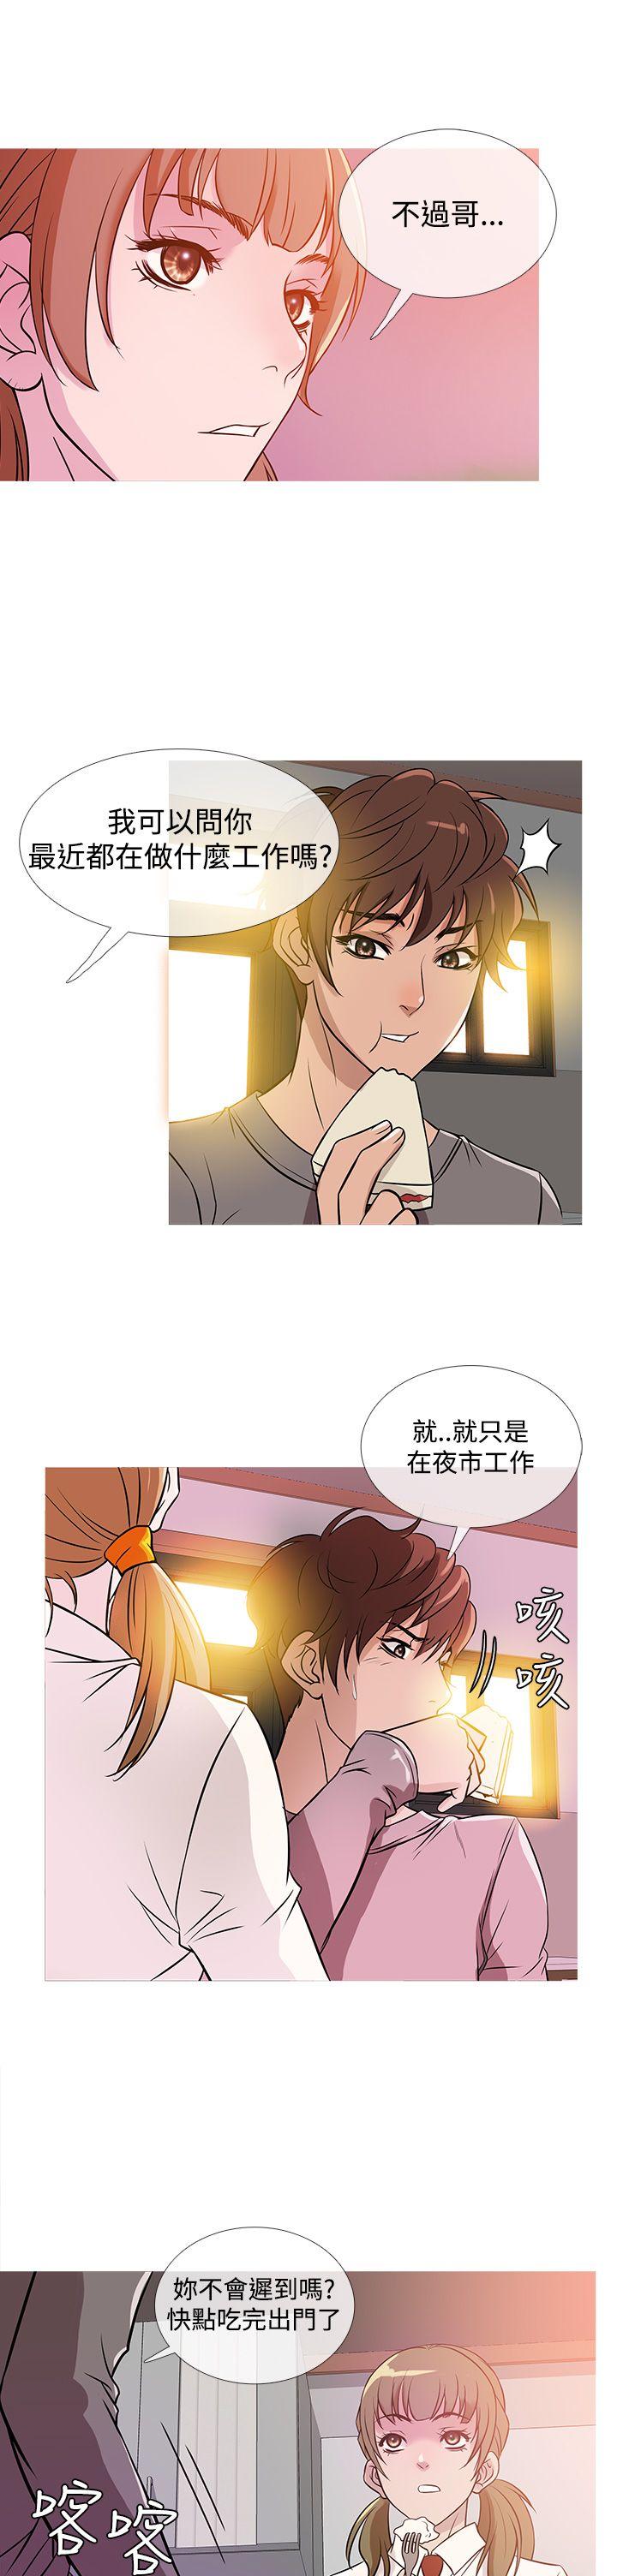 不過哥...
我可以問你
最近都在做什麼工作嗎?
就..就只是
在夜市工作
咳
咳
妳不會遲到嗎?
快點吃完出門了
喀喀